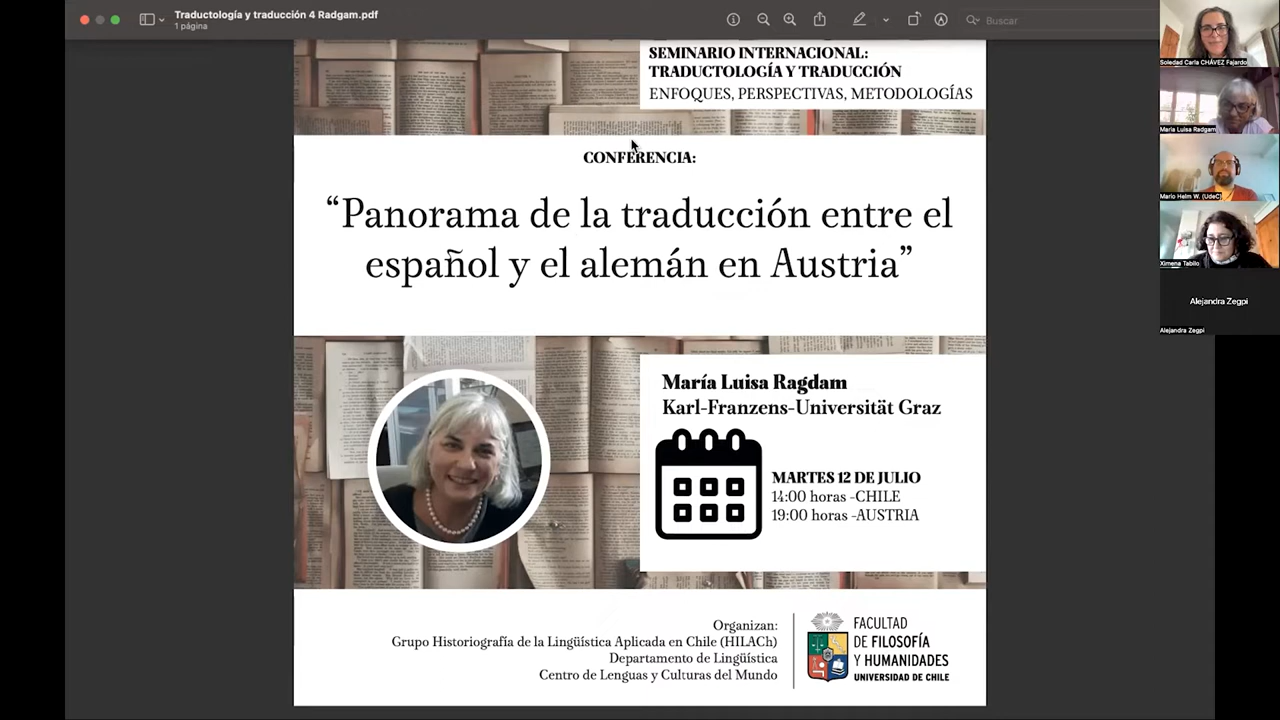 Traductología y traducción 4 Radgam.pdf
1 página
Buscar
SEMINARIO INTERNACIONAL:
TRADUCTOLOGÍA Y TRADUCCIÓN
ENFOQUES, PERSPECTIVAS, METODOLOGÍAS
CONFERENCIA:
“Panorama de la traducción entre el
español y el alemán en Austria”
María Luisa Ragdam
Karl-Franzens-Universität Graz
MARTES 12 DE JULIO
14:00 horas -CHILE
19:00 horas -AUSTRIA
Organizan:
Grupo Historiografía de la Lingüística Aplicada en Chile (HILACh)
Departamento de Lingüística
Centro de Lenguas y Culturas del Mundo
FACULTAD
DE FILOSOFÍA
Y HUMANIDADES
UNIVERSIDAD DE CHILE
Soledad Carla CHÁVEZ Fajardo
Maria Luisa Radgam
Mario Helm W. (UdeC)
Ximena Tabilo
Alejandra Zegpi
Alejandra Zegpi